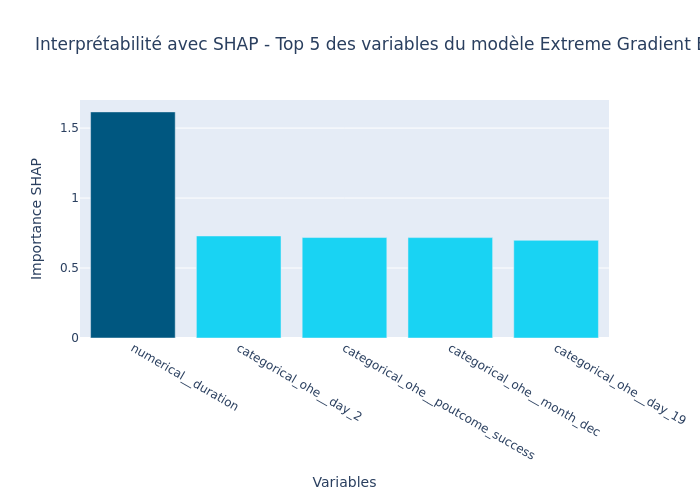 Interprétabilité avec SHAP - Top 5 des variables du modèle Extreme Gradient
Importance SHAP
1.5
1
0.5
0
numerical__duration
categorical_ohe__day_2
categorical_ohe__poutcome_success
categorical_ohe__month_dec
categorical_ohe__day_19
Variables